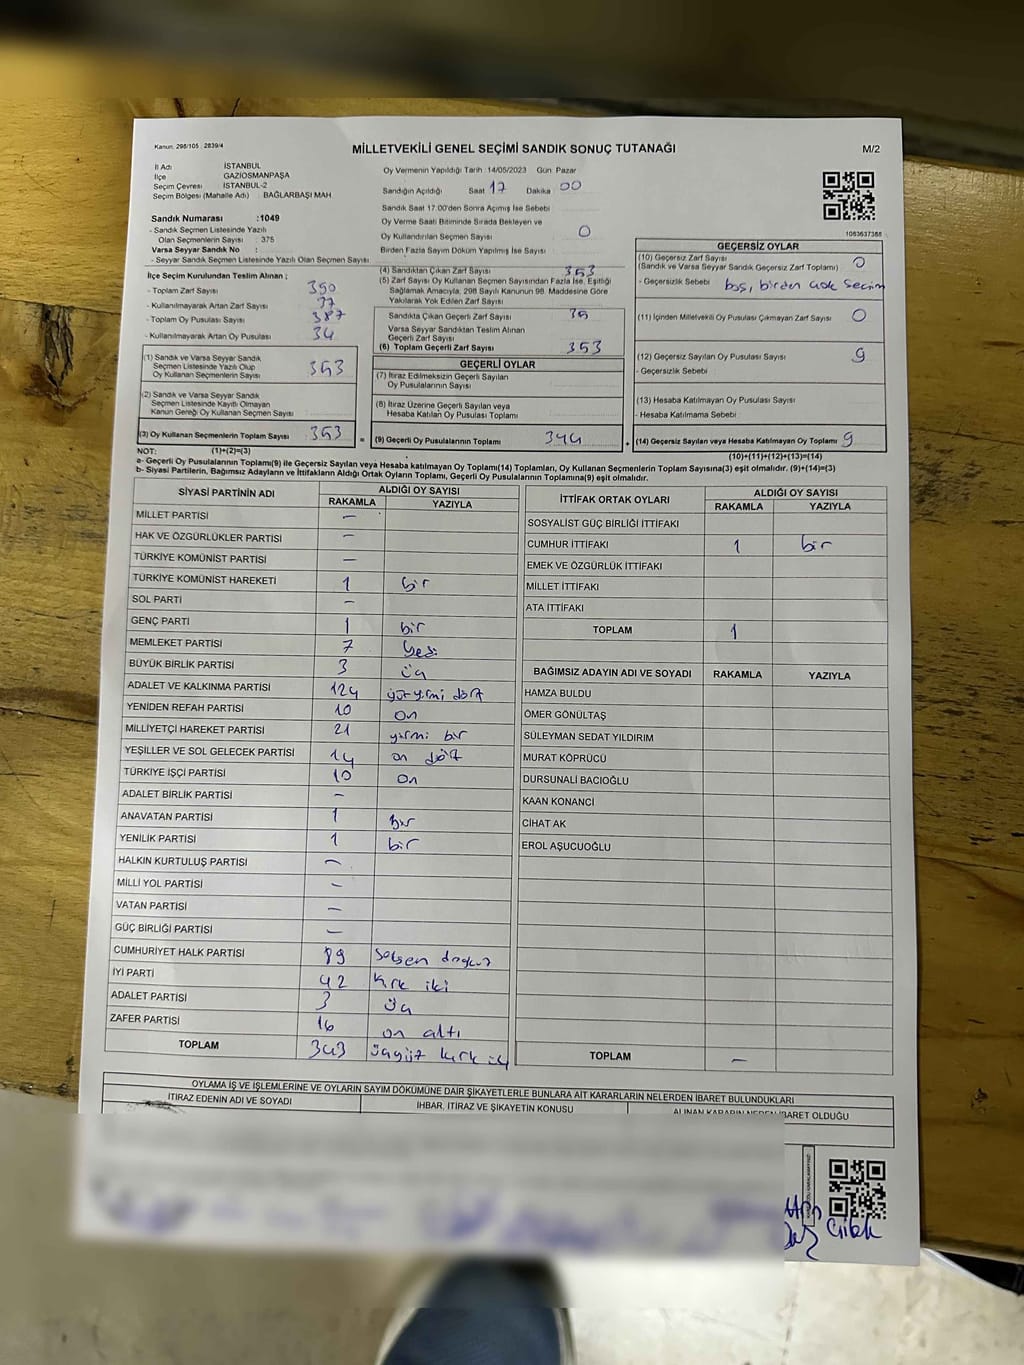 Kanun: 298/105 2839/4
MİLLETVEKİLİ GENEL SEÇİMİ SANDIK SONUÇ TUTANAĞI
M/2
İl Adı İSTANBUL
İlçe GAZİOSMANPAŞA
Seçim Çevresi İSTANBUL-2
Seçim Bölgesi (Mahalle Adı) : BAĞLARBAŞI MAH
Sandık Numarası :1049
- Sandık Seçmen Listesinde Yazılı
Olan Seçmenlerin Sayısı : 375
Varsa Seyyar Sandık No :
- Seyyar Sandık Seçmen Listesinde Yazılı Olan Seçmen Sayısı
Oy Vermenin Yapıldığı Tarih :14/05/2023 Gün Pazar
Sandığın Açıldığı Saat 17 Dakika 00
Sandık Saat 17.00'den Sonra Açılmış İse Sebebi
Oy Verme Saati Bitiminde Sırada Bekleyen ve
Oy Kullandırılan Seçmen Sayısı 0
Birden Fazla Sayım Döküm Yapılmış İse Sayısı
1053637388
İlçe Seçim Kurulundan Teslim Alınan ;
- Toplam Zarf Sayısı 390
- Kullanılmayarak Artan Zarf Sayısı 37
- Toplam Oy Pusulası Sayısı 387
- Kullanılmayarak Artan Oy Pusulası 34
(1) Sandık ve Varsa Seyyar Sandık
Seçmen Listesinde Yazılı Olup
Oy Kullanan Seçmenlerin Sayısı 353
(2) Sandık ve Varsa Seyyar Sandık
Seçmen Listesinde Kayıtlı Olmayan
Kanun Gereği Oy Kullanan Seçmen Sayısı
(3) Oy Kullanan Seçmenlerin Toplam Sayısı 353
(1)+(2)=(3)
(4) Sandıktan Çıkan Zarf Sayısı 353
(5) Zarf Sayısı Oy Kullanan Seçmen Sayısından Fazla İse, Eşitliği
Sağlamak Amacıyla, 298 Sayılı Kanunun 98. Maddesine Göre
Yakılarak Yok Edilen Zarf Sayısı
Sandıkta Çıkan Geçerli Zarf Sayısı 35
Varsa Seyyar Sandıktan Teslim Alınan
Geçerli Zarf Sayısı
(6) Toplam Geçerli Zarf Sayısı 353
GEÇERLİ OYLAR
(7) İtiraz Edilmeksizin Geçerli Sayılan
Oy Pusulalarının Sayısı
(8) İtiraz Üzerine Geçerli Sayılan veya
Hesaba Katılan Oy Pusulası Toplamı
= (9) Geçerli Oy Pusulalarının Toplamı 344
GEÇERSİZ OYLAR
(10) Geçersiz Zarf Sayısı
(Sandık ve Varsa Seyyar Sandık Geçersiz Zarf Toplamı) 0
- Geçersizlik Sebebi boş, birden çok seçim
(11) İçinden Milletvekili Oy Pusulası Çıkmayan Zarf Sayısı 0
(12) Geçersiz Sayılan Oy Pusulası Sayısı 9
- Geçersizlik Sebebi
(13) Hesaba Katılmayan Oy Pusulası Sayısı
- Hesaba Katılmama Sebebi
+ (14) Geçersiz Sayılan veya Hesaba Katılmayan Oy Toplamı 9
(10)+(11)+(12)+(13)=(14)
NOT:
a- Geçerli Oy Pusulalarının Toplamı(9) ile Geçersiz Sayılan veya Hesaba katılmayan Oy Toplamı(14) Toplamları, Oy Kullanan Seçmenlerin Toplam Sayısına(3) eşit olmalıdır. (9)+(14)=(3)
b- Siyasi Partilerin, Bağımsız Adayların ve İttifakların Aldığı Ortak Oyların Toplamı, Geçerli Oy Pusulalarının Toplamına(9) eşit olmalıdır.
SİYASİ PARTİNİN ADI ALDIĞI OY SAYISI
RAKAMLA YAZIYLA
MİLLET PARTİSİ —
HAK VE ÖZGÜRLÜKLER PARTİSİ —
TÜRKİYE KOMÜNİST PARTİSİ —
TÜRKİYE KOMÜNİST HAREKETİ 1 bir
SOL PARTİ —
GENÇ PARTİ 1 bir
MEMLEKET PARTİSİ 7 yedi
BÜYÜK BİRLİK PARTİSİ 3 üç
ADALET VE KALKINMA PARTİSİ 124 yüz yirmi dört
YENİDEN REFAH PARTİSİ 10 on
MİLLİYETÇİ HAREKET PARTİSİ 21 yirmi bir
YEŞİLLER VE SOL GELECEK PARTİSİ 14 on dört
TÜRKİYE İŞÇİ PARTİSİ 10 on
ADALET BİRLİK PARTİSİ —
ANAVATAN PARTİSİ 1 bir
YENİLİK PARTİSİ 1 bir
HALKIN KURTULUŞ PARTİSİ —
MİLLİ YOL PARTİSİ —
VATAN PARTİSİ —
GÜÇ BİRLİĞİ PARTİSİ —
CUMHURİYET HALK PARTİSİ 89 seksen dokuz
İYİ PARTİ 42 kırk iki
ADALET PARTİSİ 3 üç
ZAFER PARTİSİ 16 on altı
TOPLAM 343 üçyüz kırk üç
İTTİFAK ORTAK OYLARI ALDIĞI OY SAYISI
RAKAMLA YAZIYLA
SOSYALİST GÜÇ BİRLİĞİ İTTİFAKI
CUMHUR İTTİFAKI 1 bir
EMEK VE ÖZGÜRLÜK İTTİFAKI
MİLLET İTTİFAKI
ATA İTTİFAKI
TOPLAM 1
BAĞIMSIZ ADAYIN ADI VE SOYADI RAKAMLA YAZIYLA
HAMZA BULDU
ÖMER GÖNÜLTAŞ
SÜLEYMAN SEDAT YILDIRIM
MURAT KÖPRÜCÜ
DURSUNALİ BACIOĞLU
KAAN KONANCİ
CİHAT AK
EROL AŞUCUOĞLU
TOPLAM —
OYLAMA İŞ VE İŞLEMLERİNE VE OYLARIN SAYIM DÖKÜMÜNE DAİR ŞİKAYETLERLE BUNLARA AİT KARARLARIN NELERDEN İBARET BULUNDUKLARI
İTİRAZ EDENİN ADI VE SOYADI İHBAR, İTİRAZ VE ŞİKAYETİN KONUSU ALINAN KARARIN NEDEN İBARET OLDUĞU